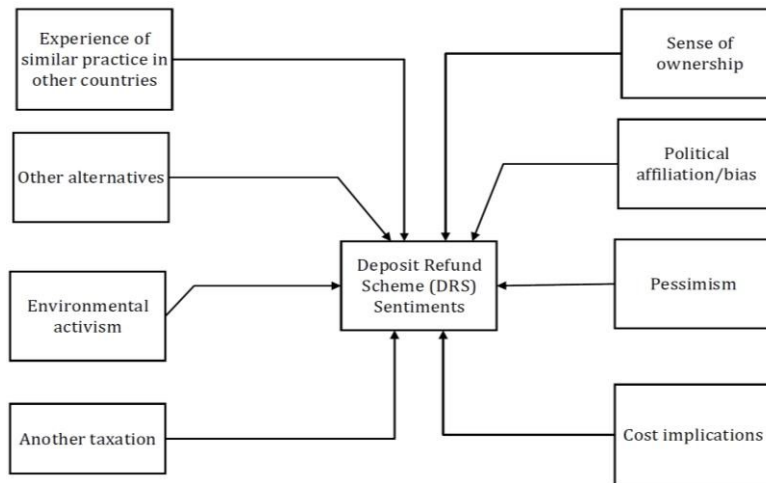 Experience of
similar practice in
other countries
Other alternatives
Environmental
activism
Another taxation
Deposit Refund
Scheme (DRS)
Sentiments
Sense of
ownership
Political
affiliation/bias
Pessimism
Cost implications